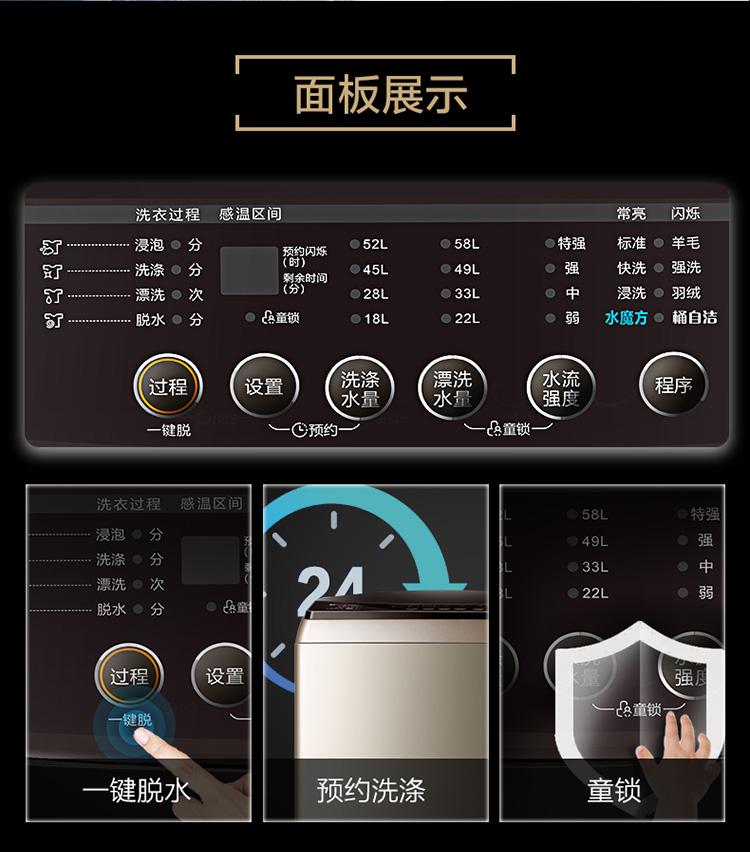 面板展示
洗衣过程 感温区间 常亮 闪烁
浸泡 分 预约闪烁(时) 52L 58L 特强 标准 羊毛
洗涤 分 剩余时间(分) 45L 49L 强 快洗 强洗
漂洗 次 28L 33L 中 浸洗 羽绒
脱水 分 童锁 18L 22L 弱 水魔方 桶自洁
过程 设置 洗涤水量 漂洗水量 水流强度 程序
一键脱 预约 童锁
洗衣过程 感温区间
浸泡 分
洗涤 分
漂洗 次
脱水 分
过程 设置
一键脱
一键脱水
24
预约洗涤
58L 特强
49L 强
33L 中
22L 弱
强度
童锁
童锁